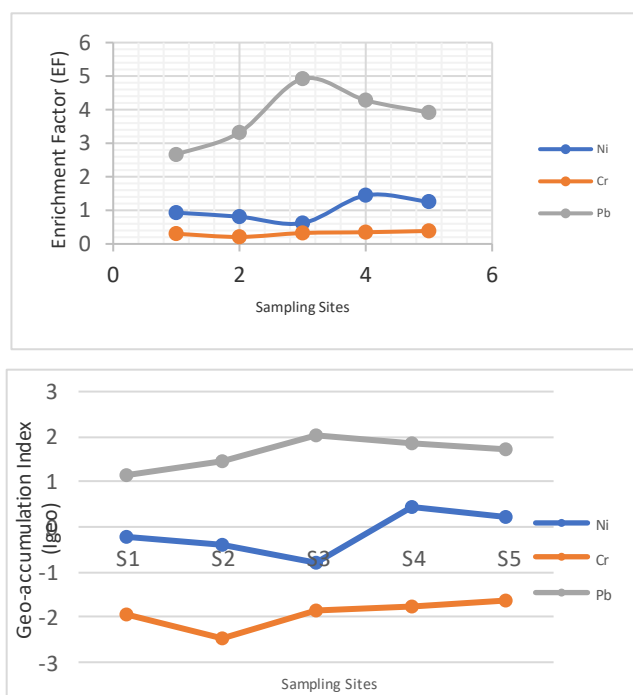 6
5
4
3
2
1
0
Enrichment Factor (EF)
0
2
4
6
Sampling Sites
Ni
Cr
Pb
3
2
1
0
-1
-2
-3
Geo-accumulation Index
(Igeo)
S1
S2
S3
S4
S5
Sampling Sites
Ni
Cr
Pb